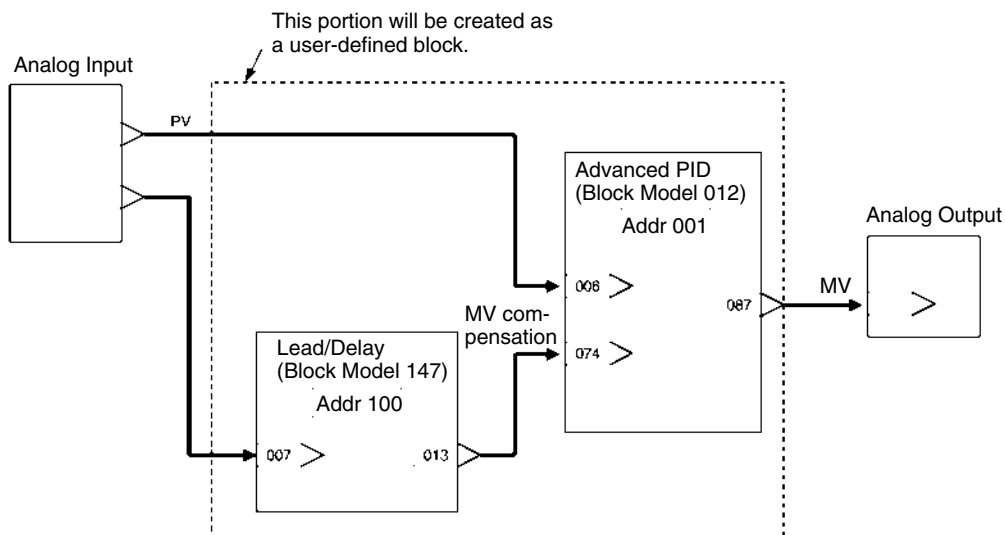 This portion will be created as
a user-defined block.
Analog Input
PV
Advanced PID
(Block Model 012)
Addr 001
Analog Output
006
087
MV
MV com-
pensation
074
Lead/Delay
(Block Model 147)
Addr 100
007
013